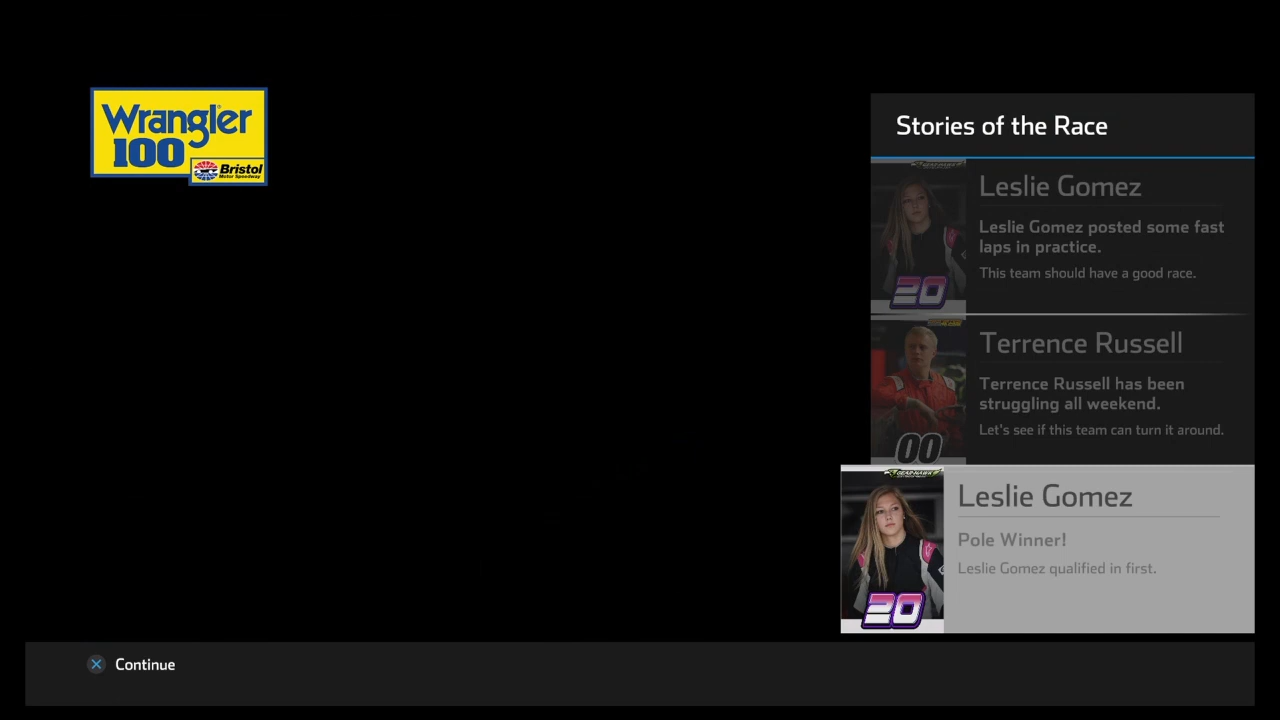 Wrangler
100
Bristol
Motor Speedway
Stories of the Race
Leslie Gomez
Leslie Gomez posted some fast
laps in practice.
This team should have a good race.
20
Terrence Russell
Terrence Russell has been
struggling all weekend.
Let's see if this team can turn it around.
00
GEARHAWK
Leslie Gomez
Pole Winner!
Leslie Gomez qualified in first.
20
Continue